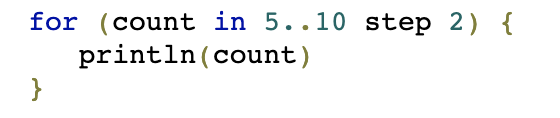 for (count in 5..10 step 2) {
   println(count)
}